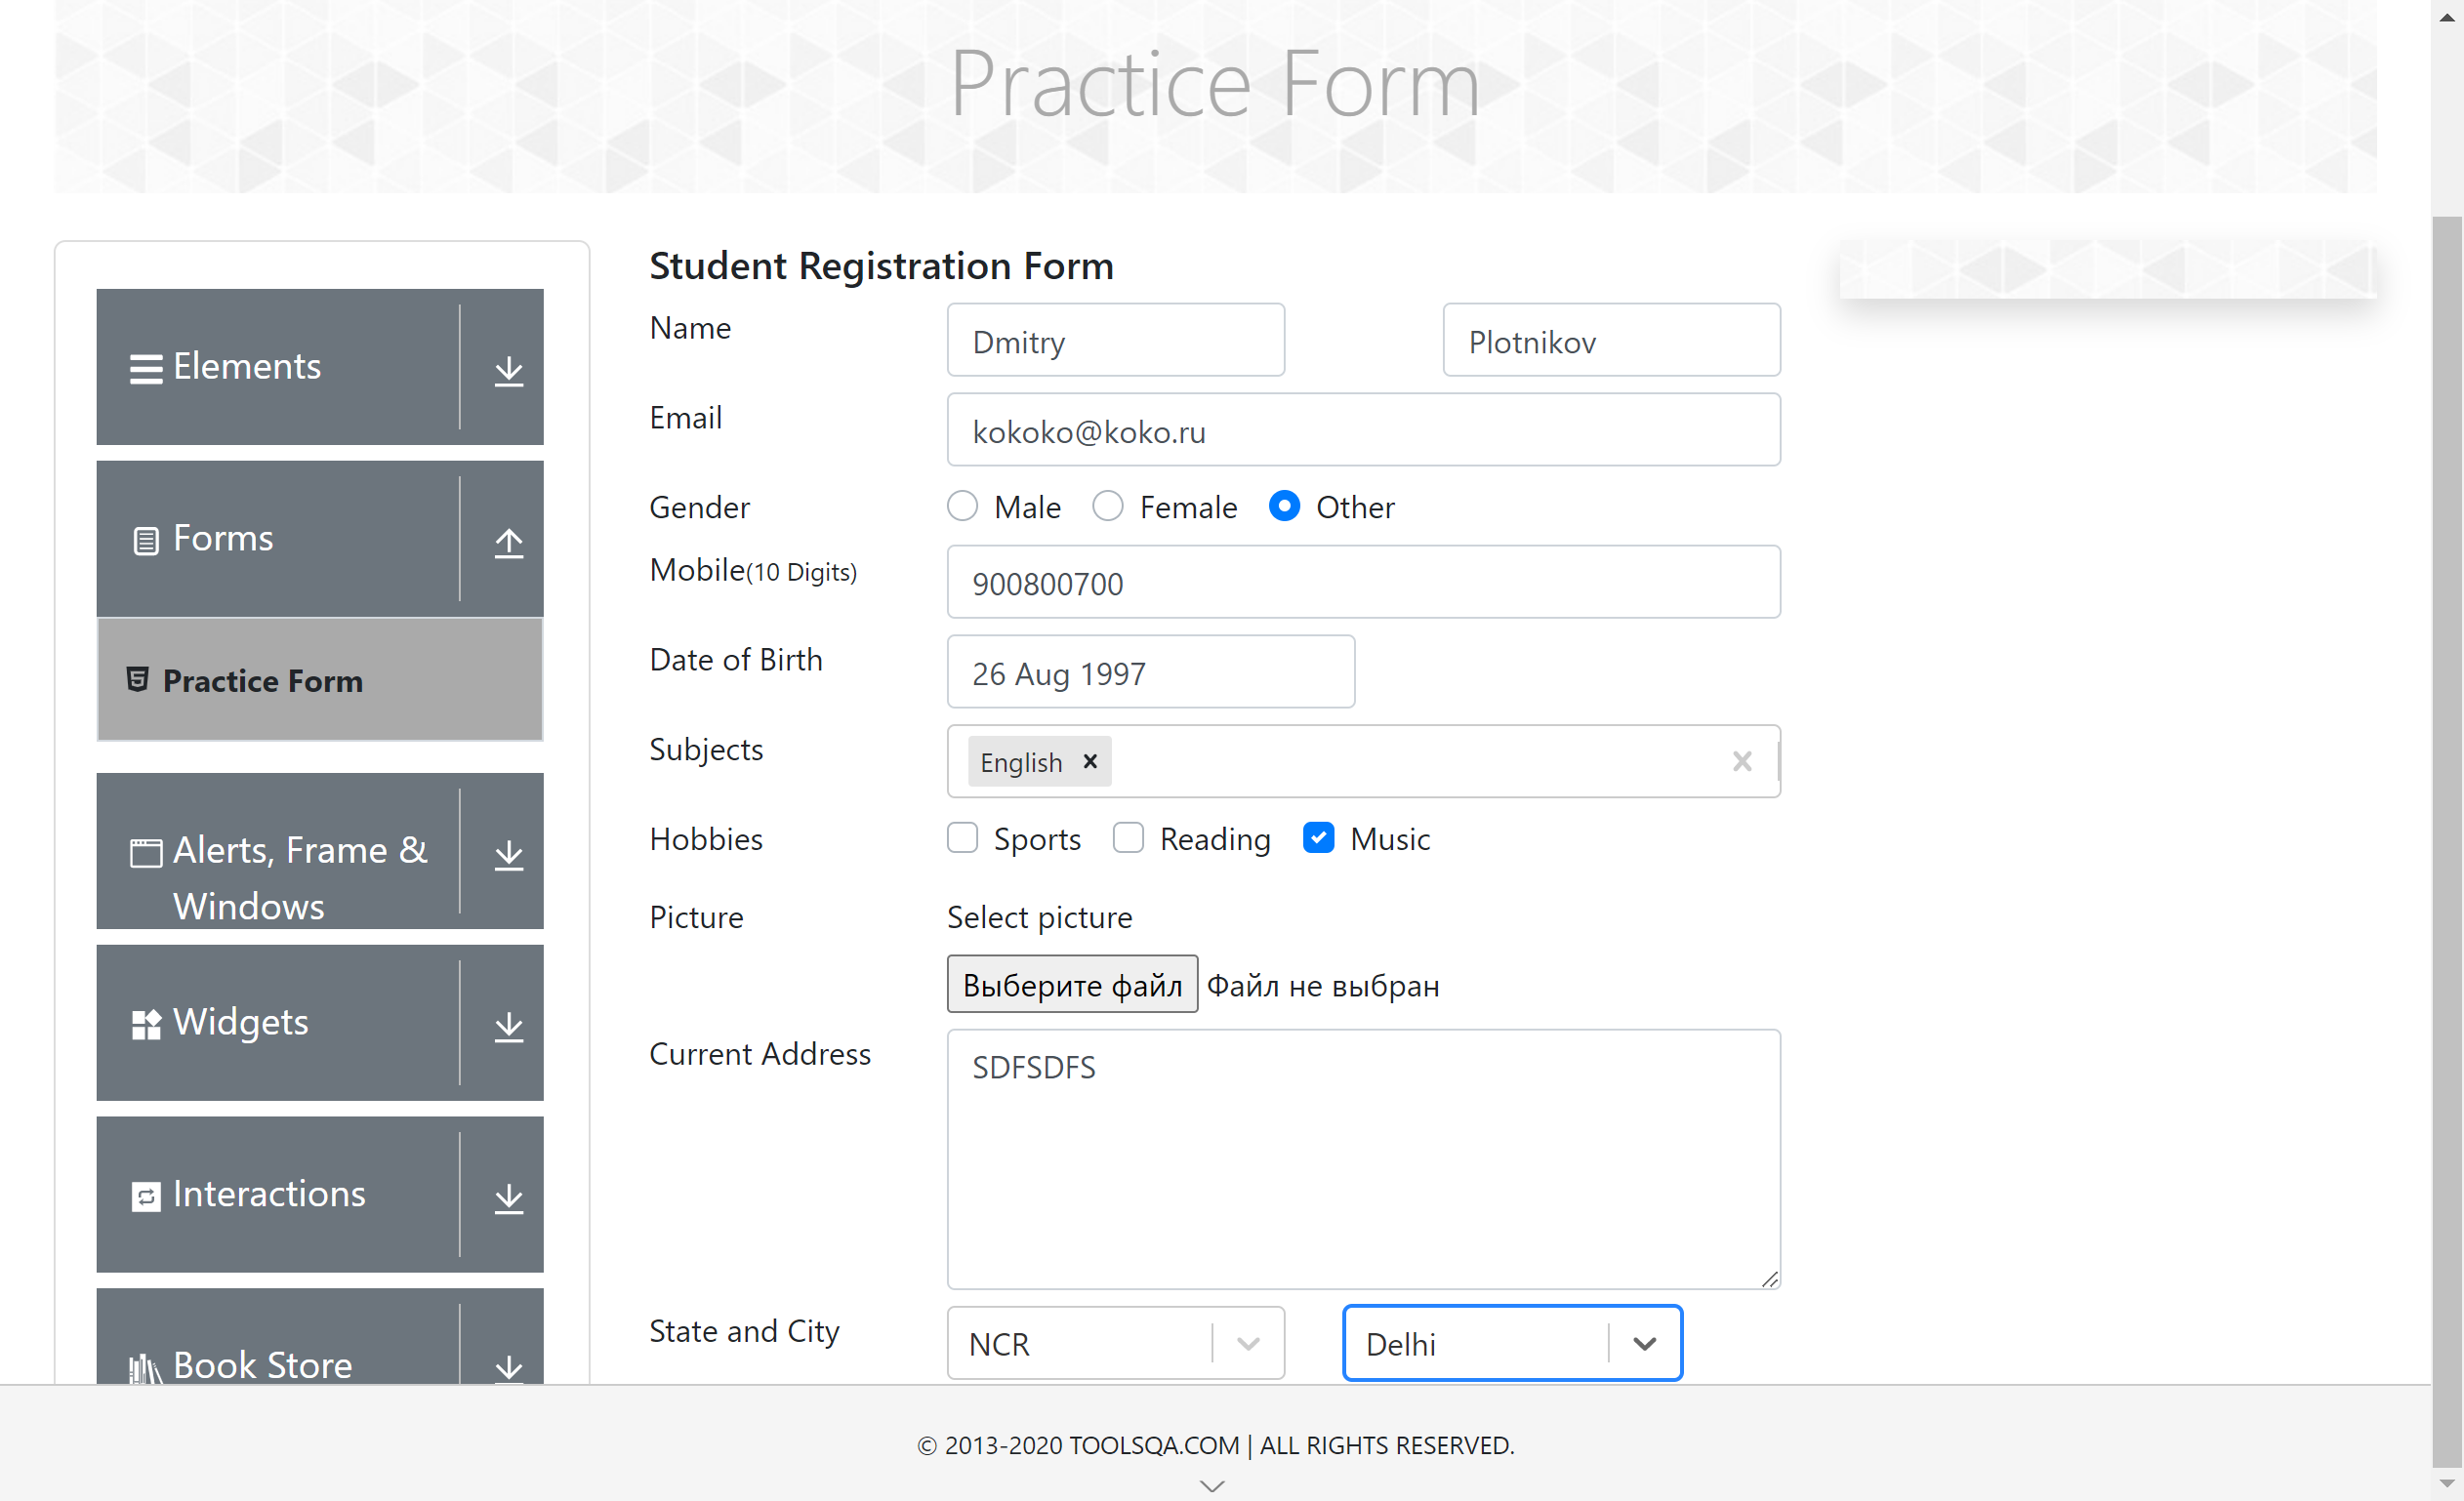 Practice Form
Elements
Forms
Practice Form
Alerts, Frame &
Windows
Widgets
Interactions
Book Store
Student Registration Form
Name Dmitry Plotnikov
Email kokoko@koko.ru
Gender Male Female Other
Mobile(10 Digits) 900800700
Date of Birth 26 Aug 1997
Subjects English
Hobbies Sports Reading Music
Picture Select picture
Выберите файл Файл не выбран
Current Address SDFSDFS
State and City NCR Delhi
© 2013-2020 TOOLSQA.COM | ALL RIGHTS RESERVED.